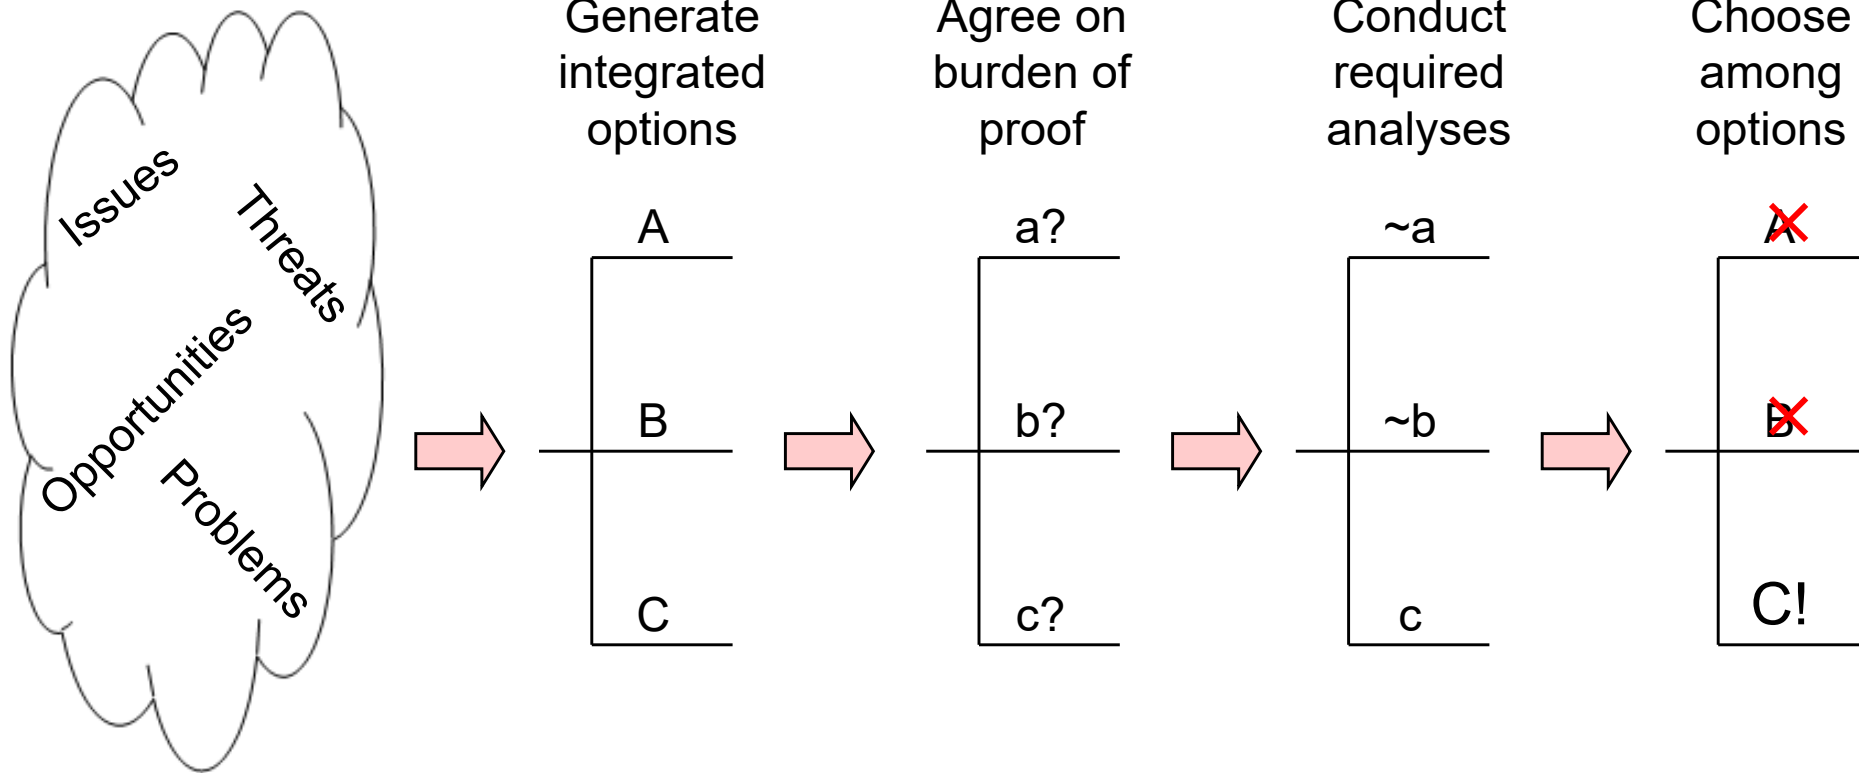 Issues
Threats
Opportunities
Problems
Generate
integrated
options
A
B
C
Agree on
burden of
proof
a?
b?
c?
Conduct
required
analyses
~a
~b
c
Choose
among
options
A
B
C!